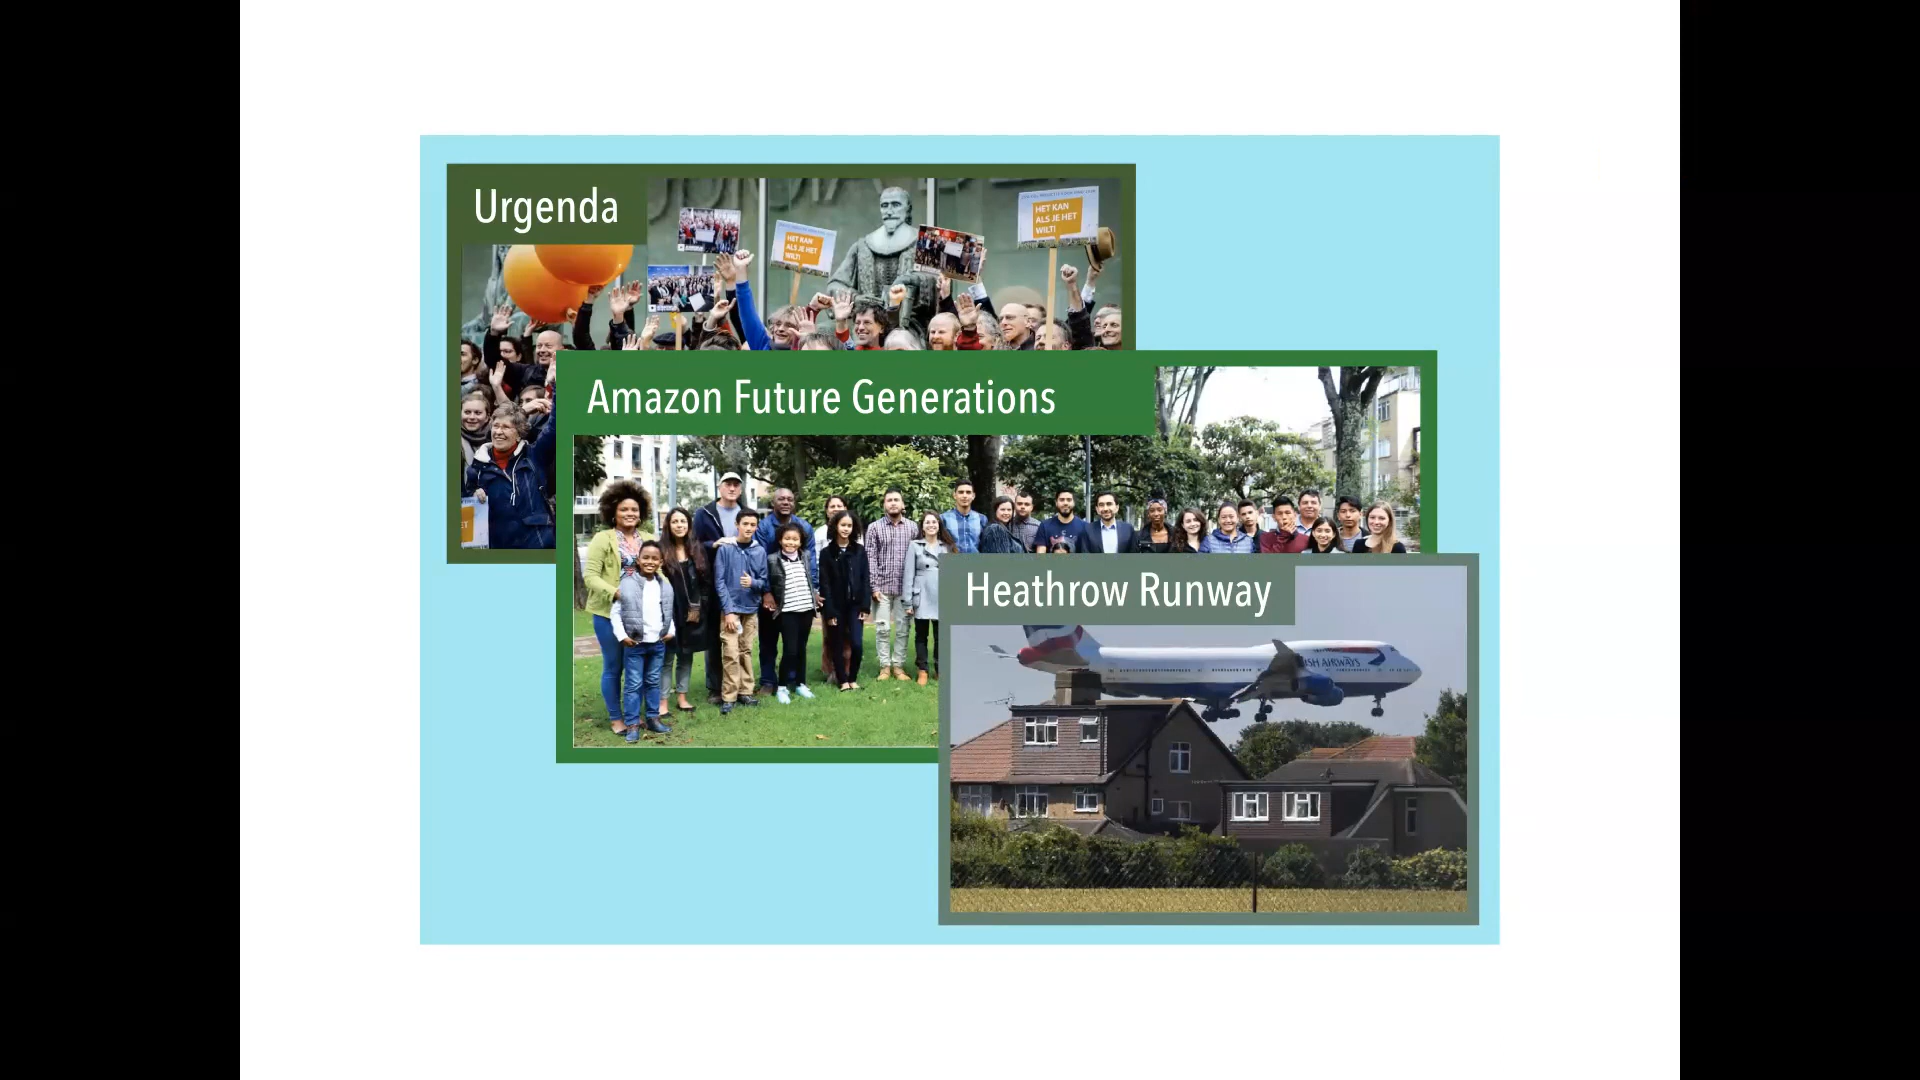 Urgenda
HET KAN
ALS JE HET
WILT!
HET KAN
ALS JE HET
WILT!
Amazon Future Generations
Heathrow Runway
ISH AIRWAYS